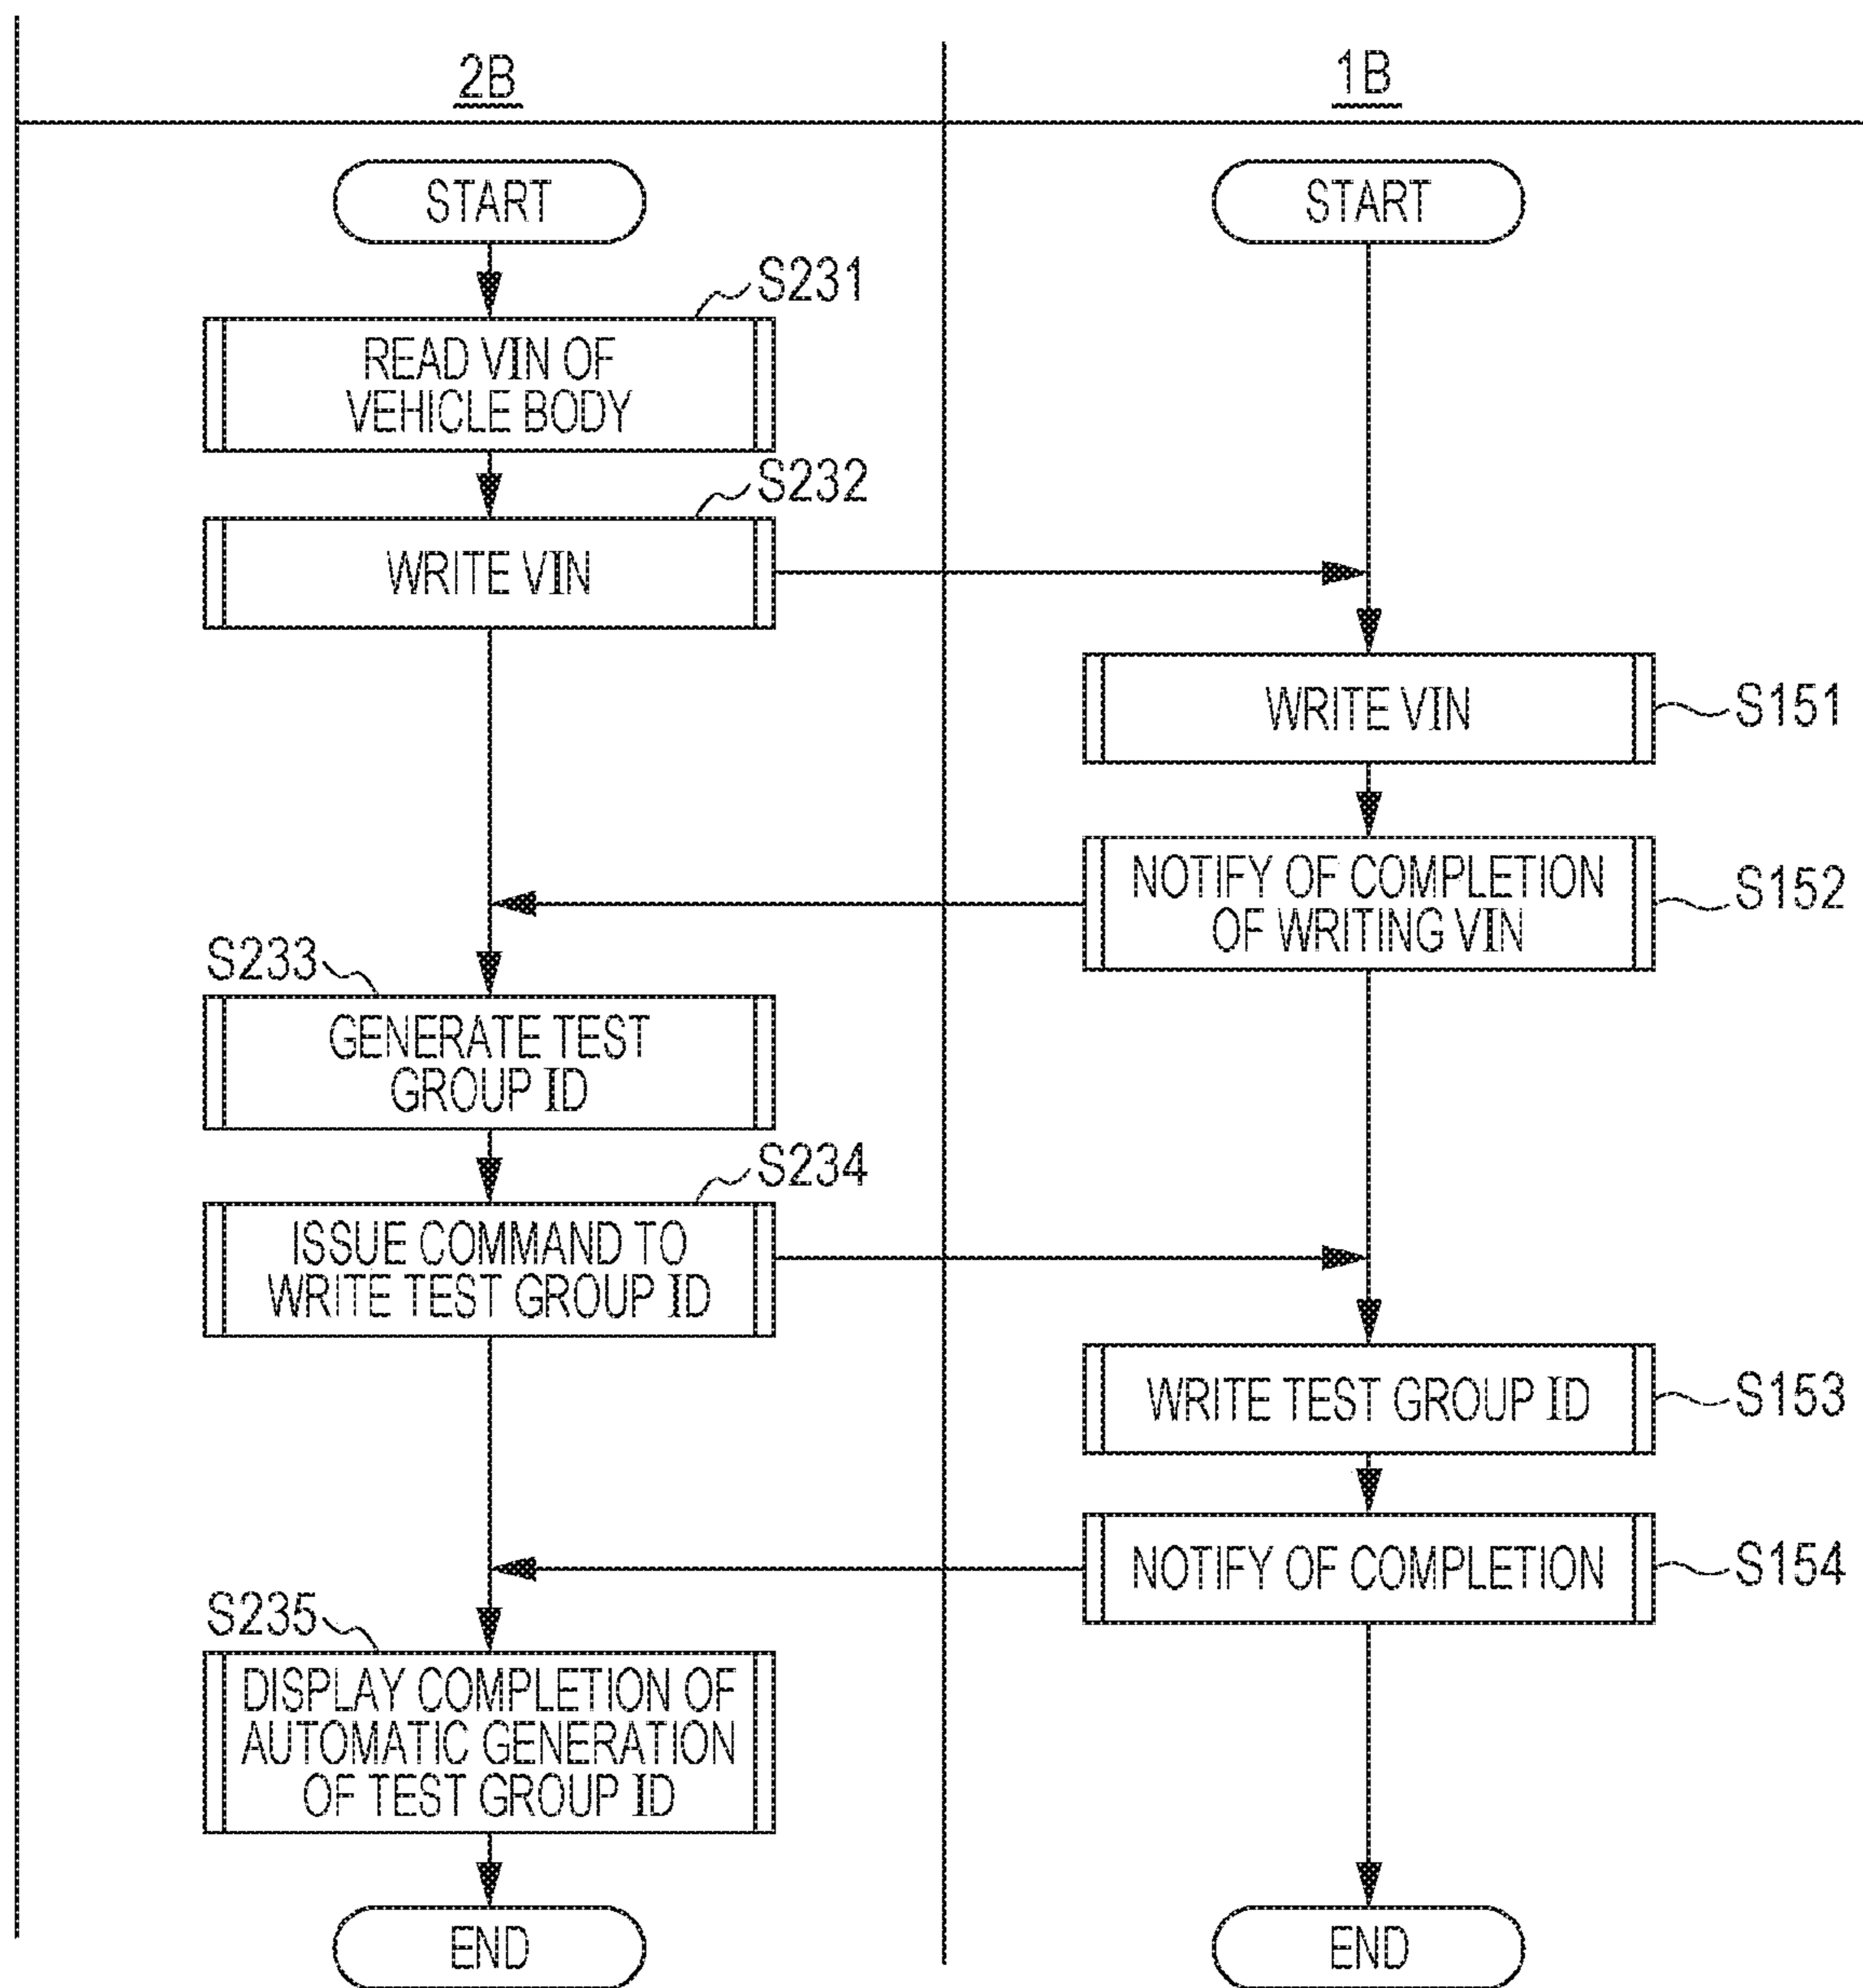 2B
1B
START
START
S231
READ VIN OF
VEHICLE BODY
S232
WRITE VIN
WRITE VIN
S151
NOTIFY OF COMPLETION
OF WRITING VIN
S152
S233
GENERATE TEST
GROUP ID
S234
ISSUE COMMAND TO
WRITE TEST GROUP ID
WRITE TEST GROUP ID
S153
NOTIFY OF COMPLETION
S154
S235
DISPLAY COMPLETION OF
AUTOMATIC GENERATION
OF TEST GROUP ID
END
END